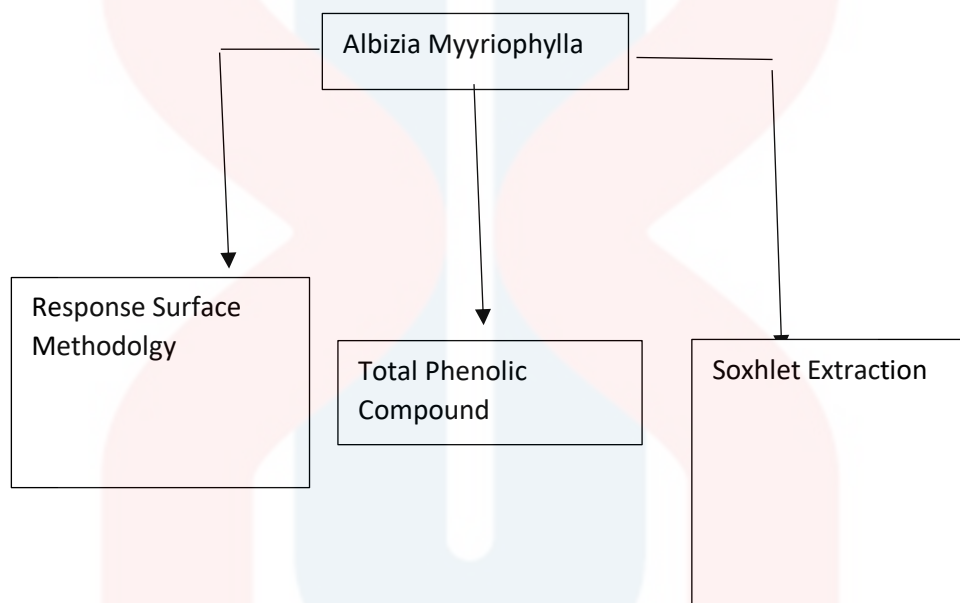 Albizia Myyriophylla
Response Surface
Methodolgy
Total Phenolic
Compound
Soxhlet Extraction